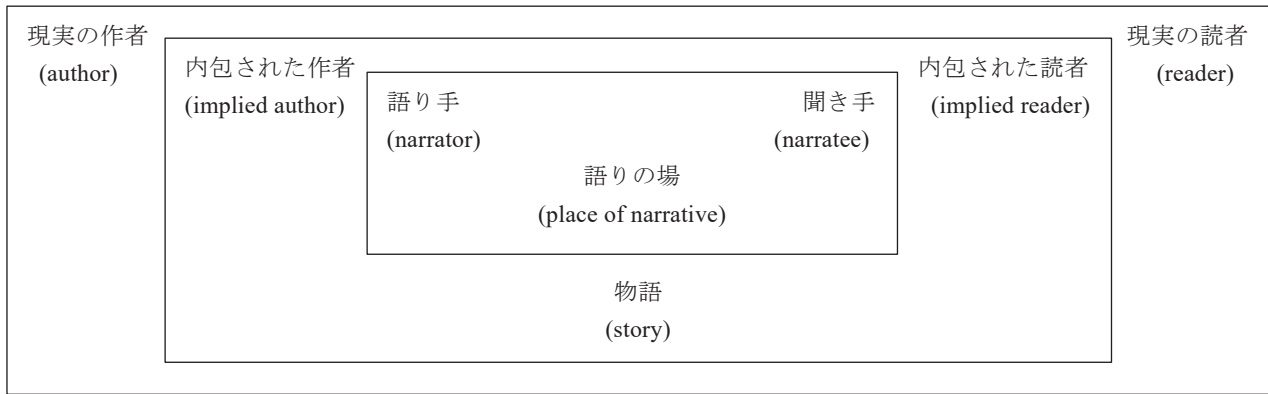 現実の作者
(author)
内包された作者
(implied author)
語り手
(narrator)
聞き手
(narratee)
語りの場
(place of narrative)
物語
(story)
内包された読者
(implied reader)
現実の読者
(reader)